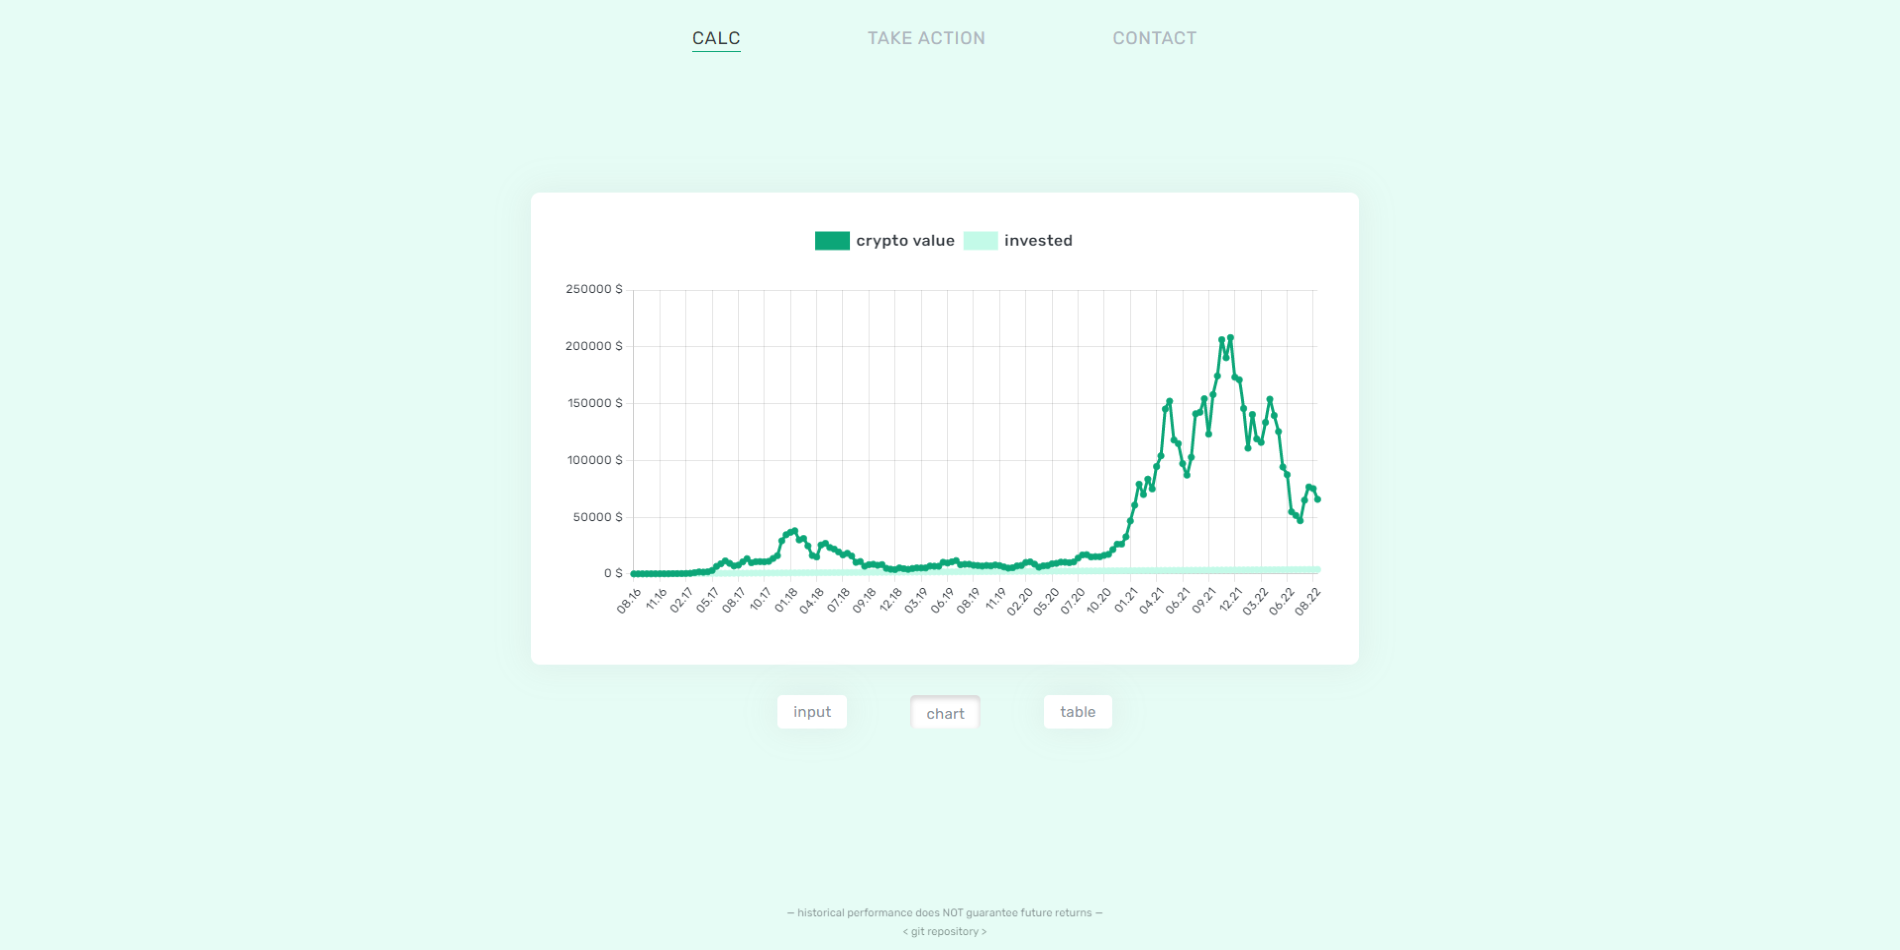 CALC TAKE ACTION CONTACT
crypto value invested
250000 $
200000 $
150000 $
100000 $
50000 $
0 $
08.16 11.16 02.17 05.17 08.17 10.17 01.18 04.18 07.18 09.18 12.18 03.19 06.19 08.19 11.19 02.20 05.20 07.20 10.20 01.21 04.21 06.21 09.21 12.21 03.22 06.22 08.22
input chart table
— historical performance does NOT guarantee future returns —
< git repository >